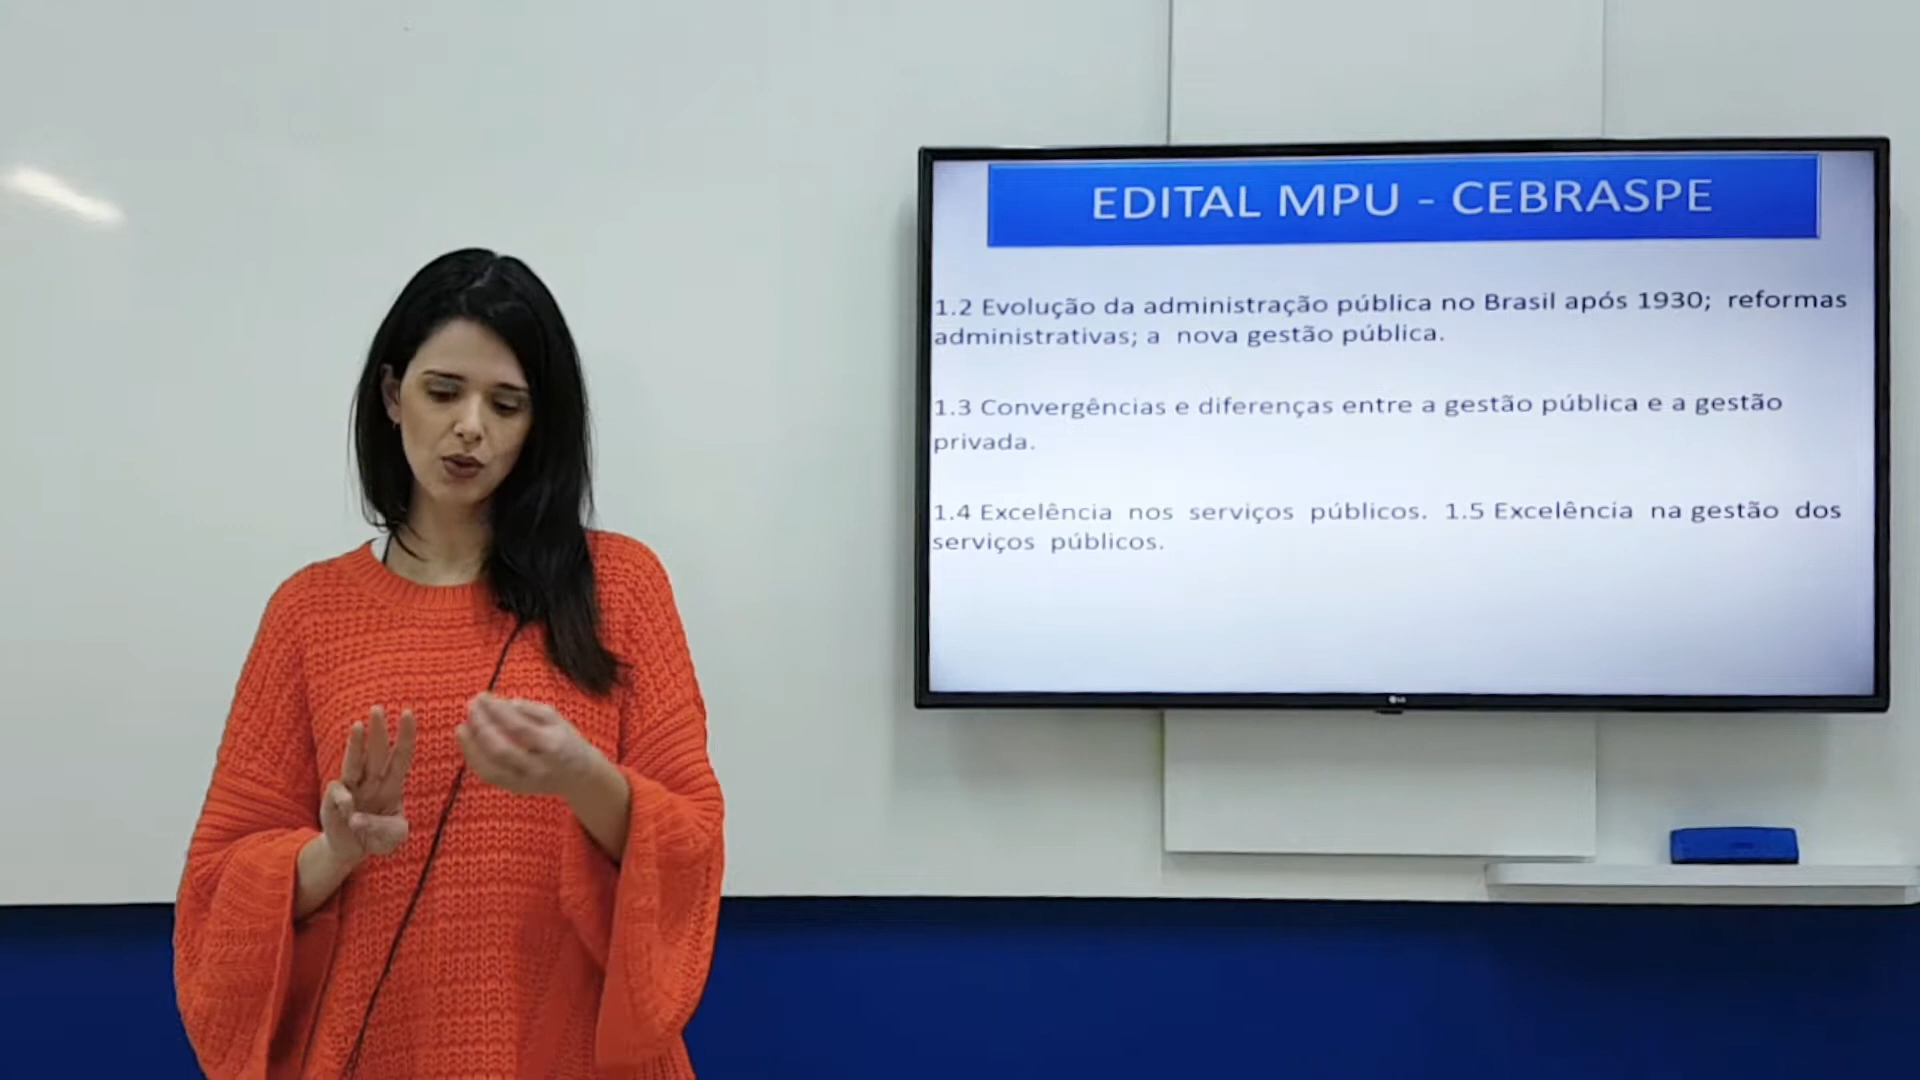 EDITAL MPU - CEBRASPE
1.2 Evolução da administração pública no Brasil após 1930; reformas
administrativas; a nova gestão pública.
1.3 Convergências e diferenças entre a gestão pública e a gestão
privada.
1.4 Excelência nos serviços públicos. 1.5 Excelência na gestão dos
serviços públicos.
LG